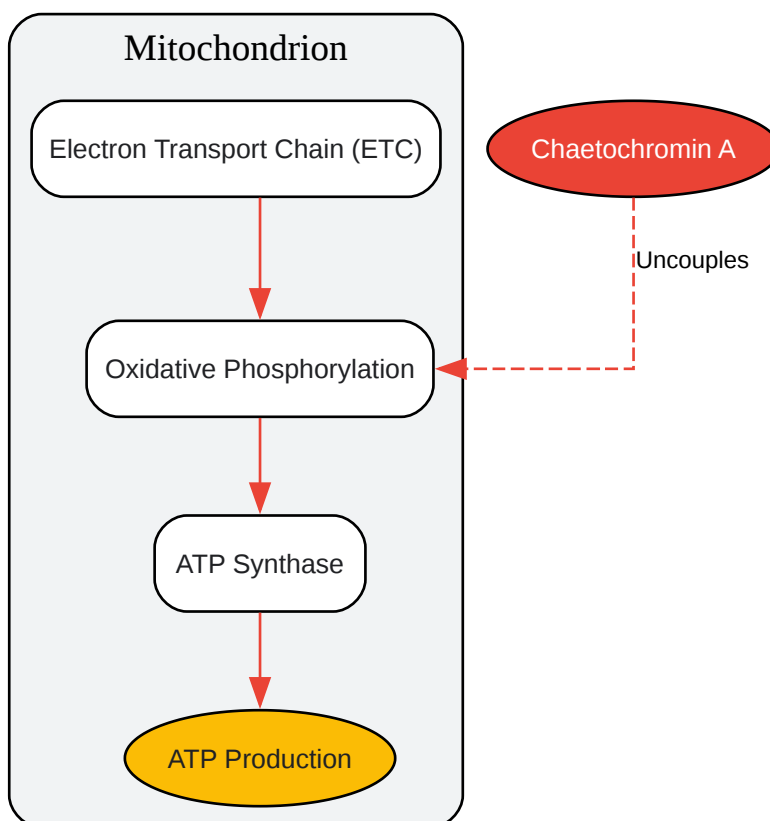 Mitochondrion
Electron Transport Chain (ETC)
Chaetochromin A
Uncouples
Oxidative Phosphorylation
ATP Synthase
ATP Production